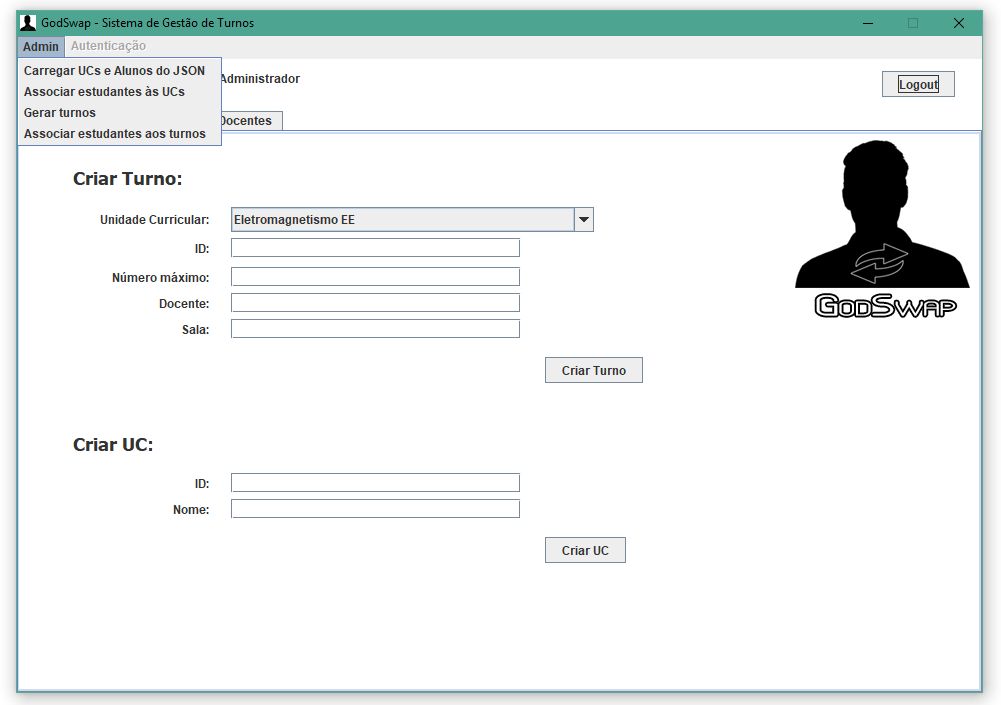 GodSwap - Sistema de Gestão de Turnos
Admin Autenticação
Carregar UCs e Alunos do JSON
Associar estudantes às UCs
Gerar turnos
Associar estudantes aos turnos
Administrador
Logout
Docentes
Criar Turno:
Unidade Curricular: Eletromagnetismo EE
ID:
Número máximo:
Docente:
Sala:
Criar Turno
GodSwap
Criar UC:
ID:
Nome:
Criar UC